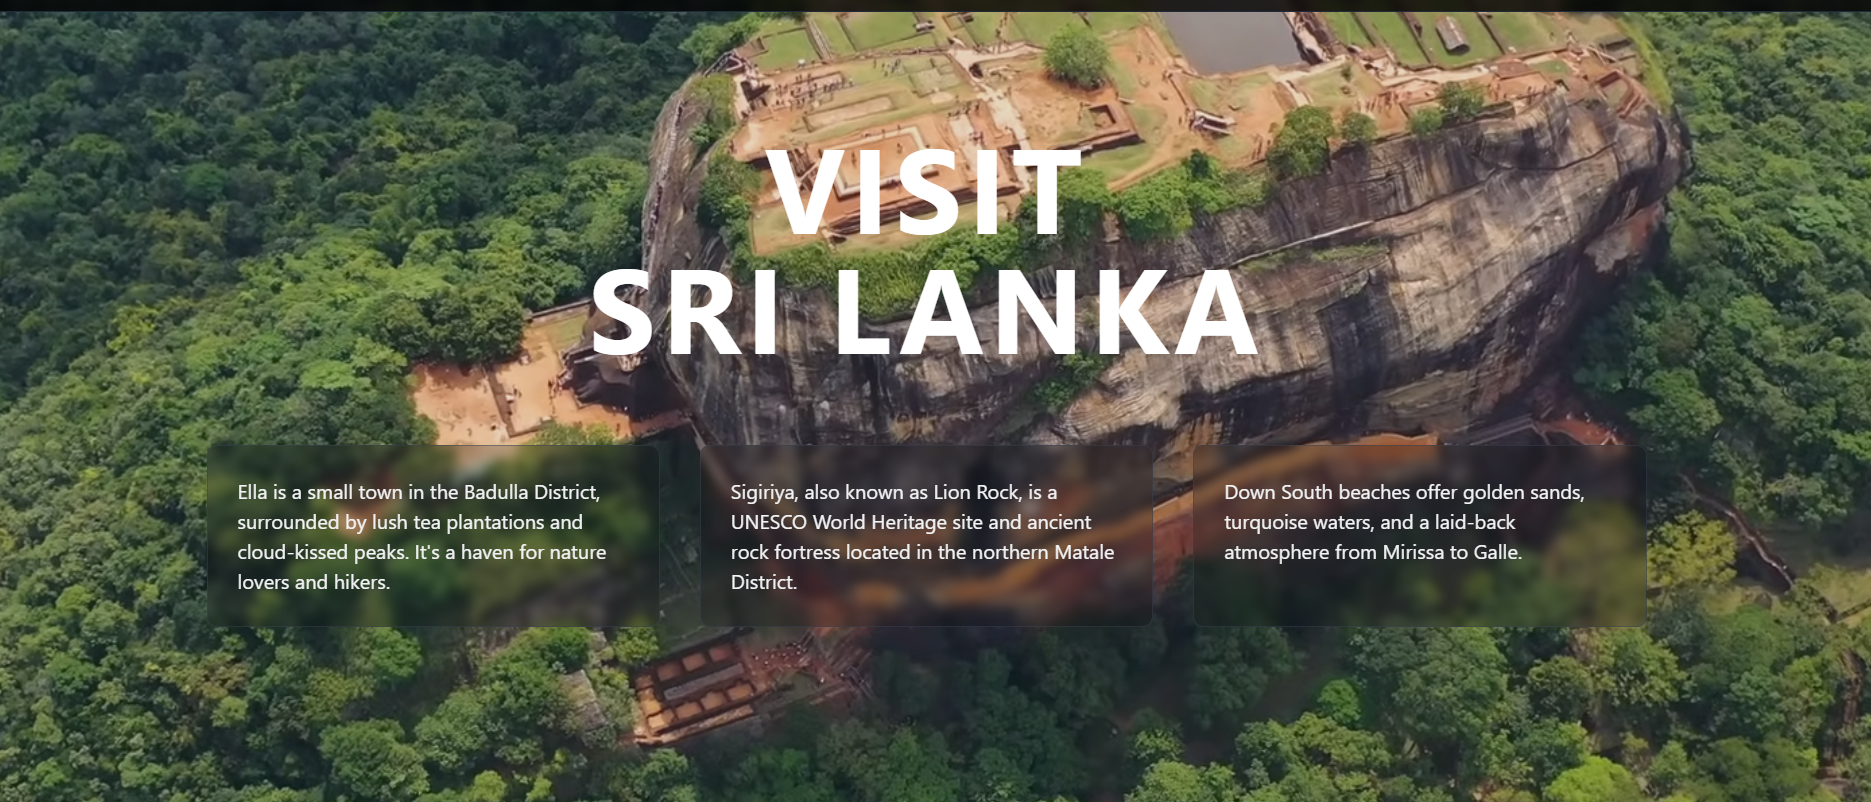 VISIT
SRI LANKA
Ella is a small town in the Badulla District,
surrounded by lush tea plantations and
cloud-kissed peaks. It's a haven for nature
lovers and hikers.
Sigiriya, also known as Lion Rock, is a
UNESCO World Heritage site and ancient
rock fortress located in the northern Matale
District.
Down South beaches offer golden sands,
turquoise waters, and a laid-back
atmosphere from Mirissa to Galle.